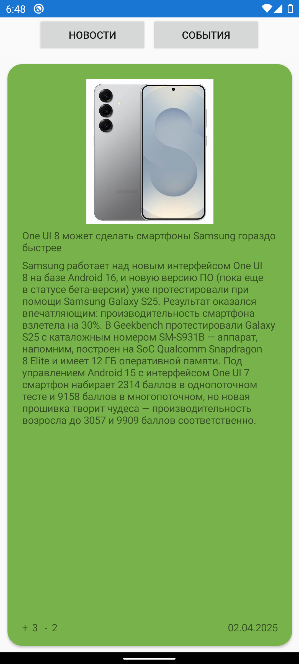 6:48
НОВОСТИ СОБЫТИЯ
One UI 8 может сделать смартфоны Samsung гораздо
быстрее
Samsung работает над новым интерфейсом One UI
8 на базе Android 16, и новую версию ПО (пока еще
в статусе бета-версии) уже протестировали при
помощи Samsung Galaxy S25. Результат оказался
впечатляющим: производительность смартфона
взлетела на 30%. В Geekbench протестировали Galaxy
S25 с каталожным номером SM-S931B — аппарат,
напомним, построен на SoC Qualcomm Snapdragon
8 Elite и имеет 12 ГБ оперативной памяти. Под
управлением Android 15 с интерфейсом One UI 7
смартфон набирает 2314 баллов в однопоточном
тесте и 9158 баллов в многопоточном, но новая
прошивка творит чудеса — производительность
возросла до 3057 и 9909 баллов соответственно.
+ 3 - 2 02.04.2025